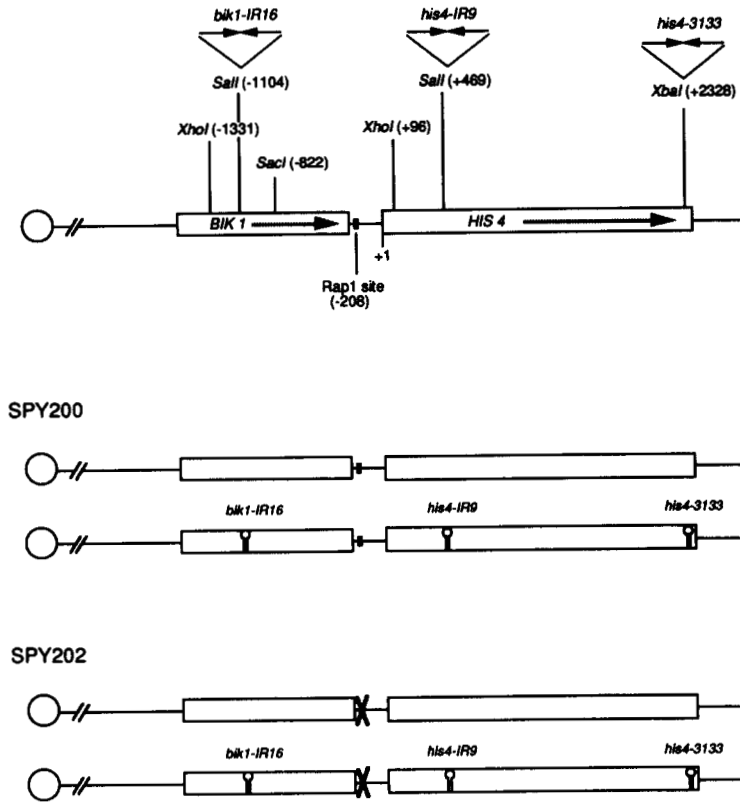 bik1-IR16 his4-IR9 his4-3133
SalI (-1104) SalI (+469) XbaI (+2328)
XhoI (-1331) XhoI (+96)
SacI (-822)
BIK 1 HIS 4
+1
Rap1 site
(-208)
SPY200
bik1-IR16 his4-IR9 his4-3133
SPY202
bik1-IR16 his4-IR9 his4-3133